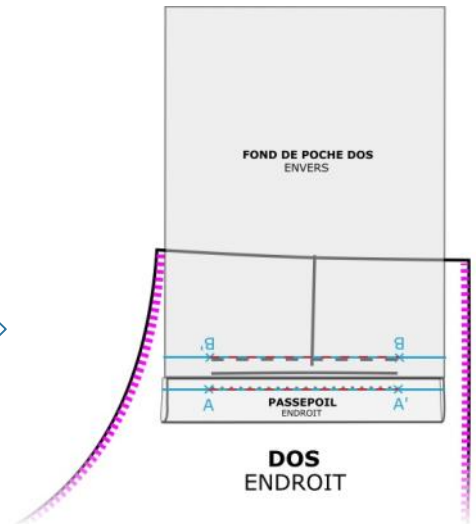 FOND DE POCHE DOS
ENVERS
B' B
A A'
PASSEPOIL
ENDROIT
DOS
ENDROIT